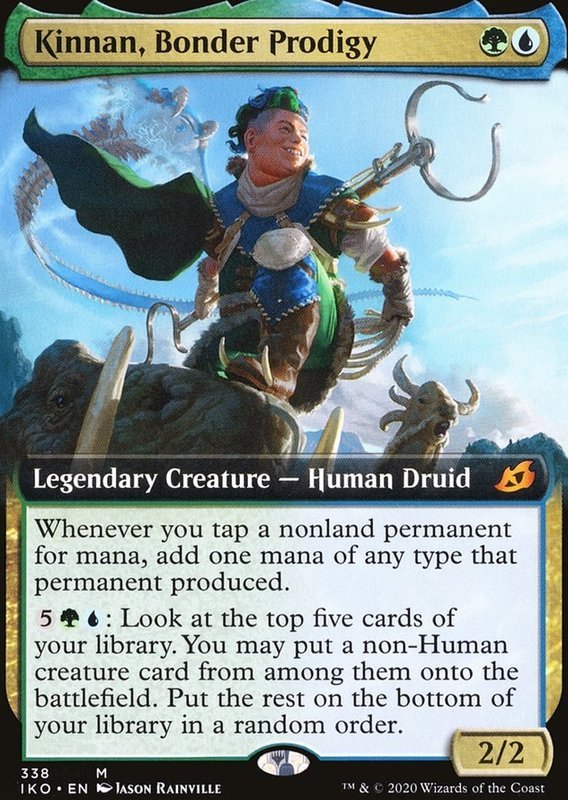 Kinnan, Bonder Prodigy
Legendary Creature — Human Druid
Whenever you tap a nonland permanent
for mana, add one mana of any type that
permanent produced.
5 : Look at the top five cards of
your library. You may put a non-Human
creature card from among them onto the
battlefield. Put the rest on the bottom of
your library in a random order.
2/2
338 M
IKO • EN Jason Rainville
™ & © 2020 Wizards of the Coast